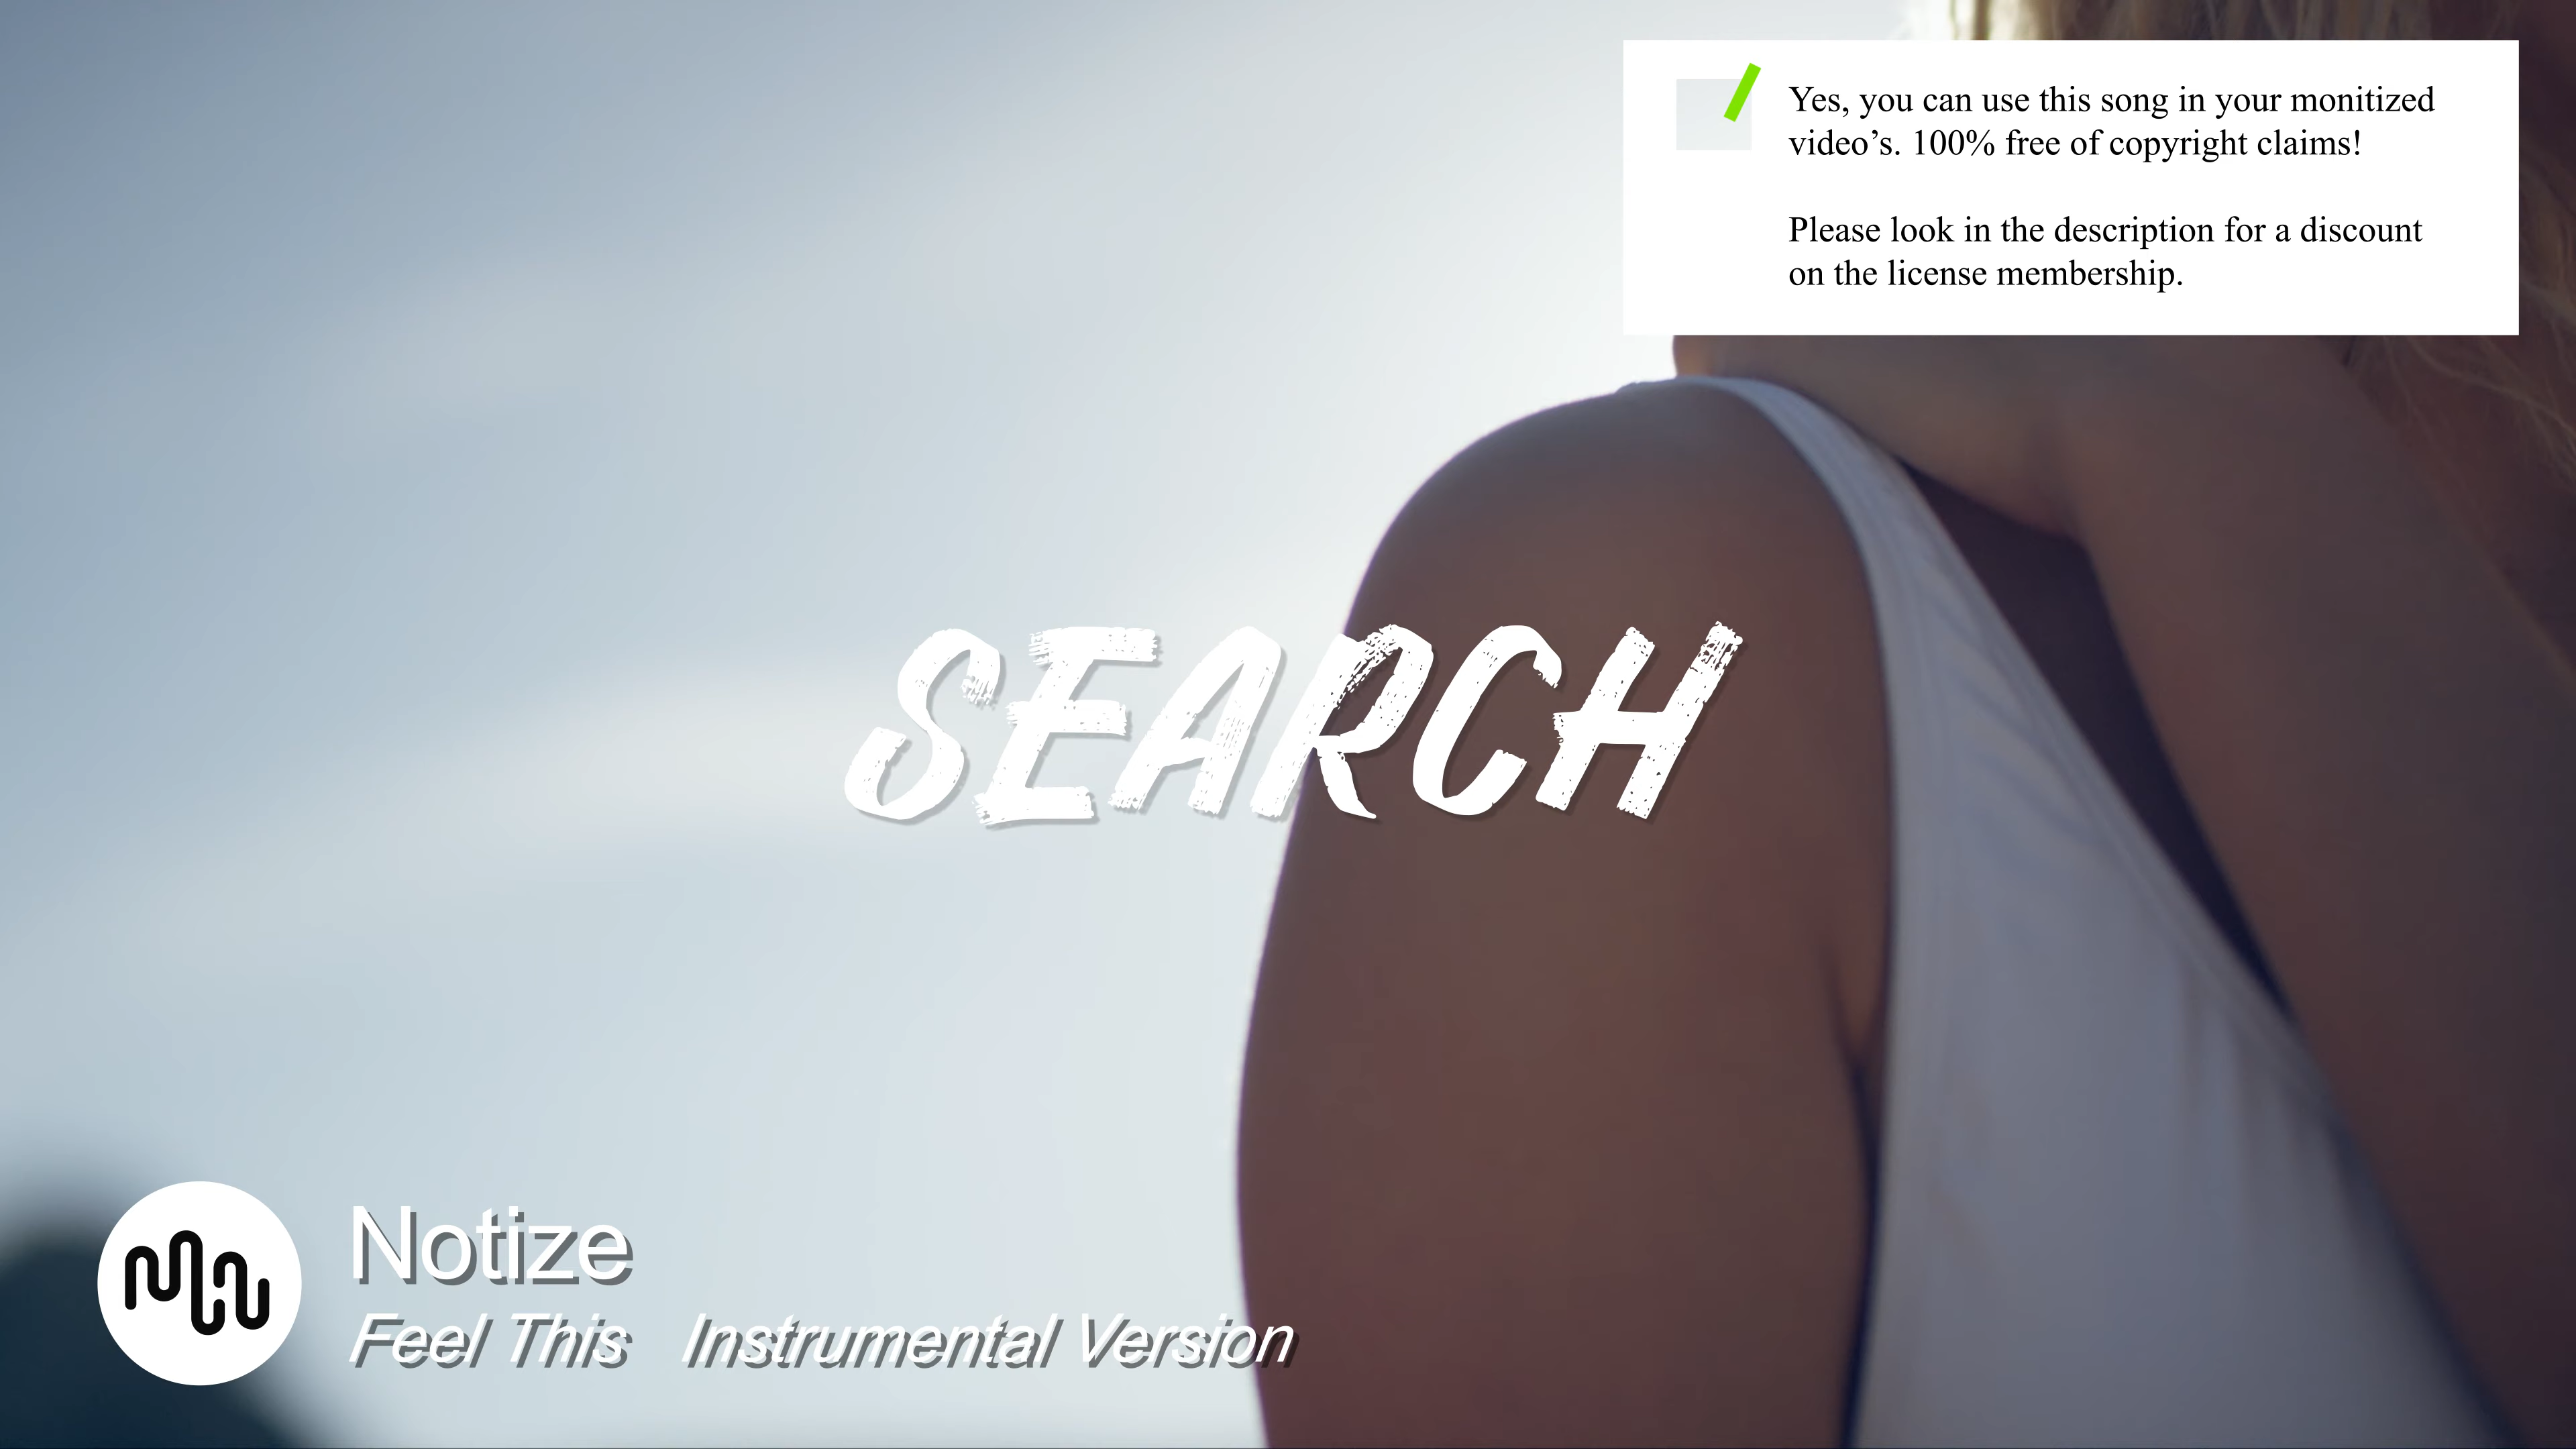 Yes, you can use this song in your monitized
video’s. 100% free of copyright claims!
Please look in the description for a discount
on the license membership.
SEARCH
Notize
Feel This   Instrumental Version